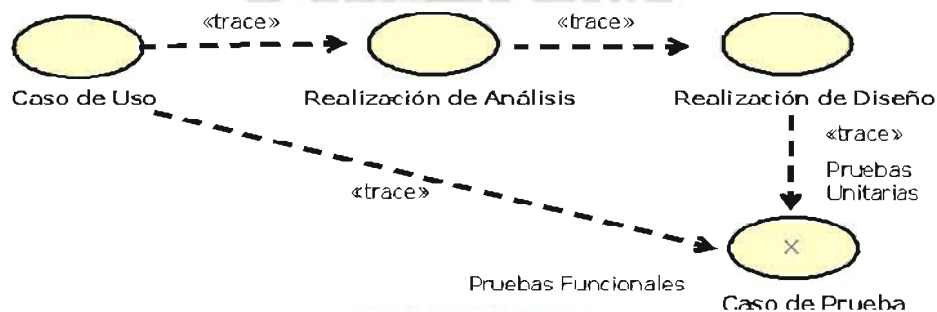 «trace»
«trace»
Caso de Uso
Realización de Análisis
Realización de Diseño
«trace»
Pruebas
Unitarias
«trace»
Pruebas Funcionales
Caso de Prueba